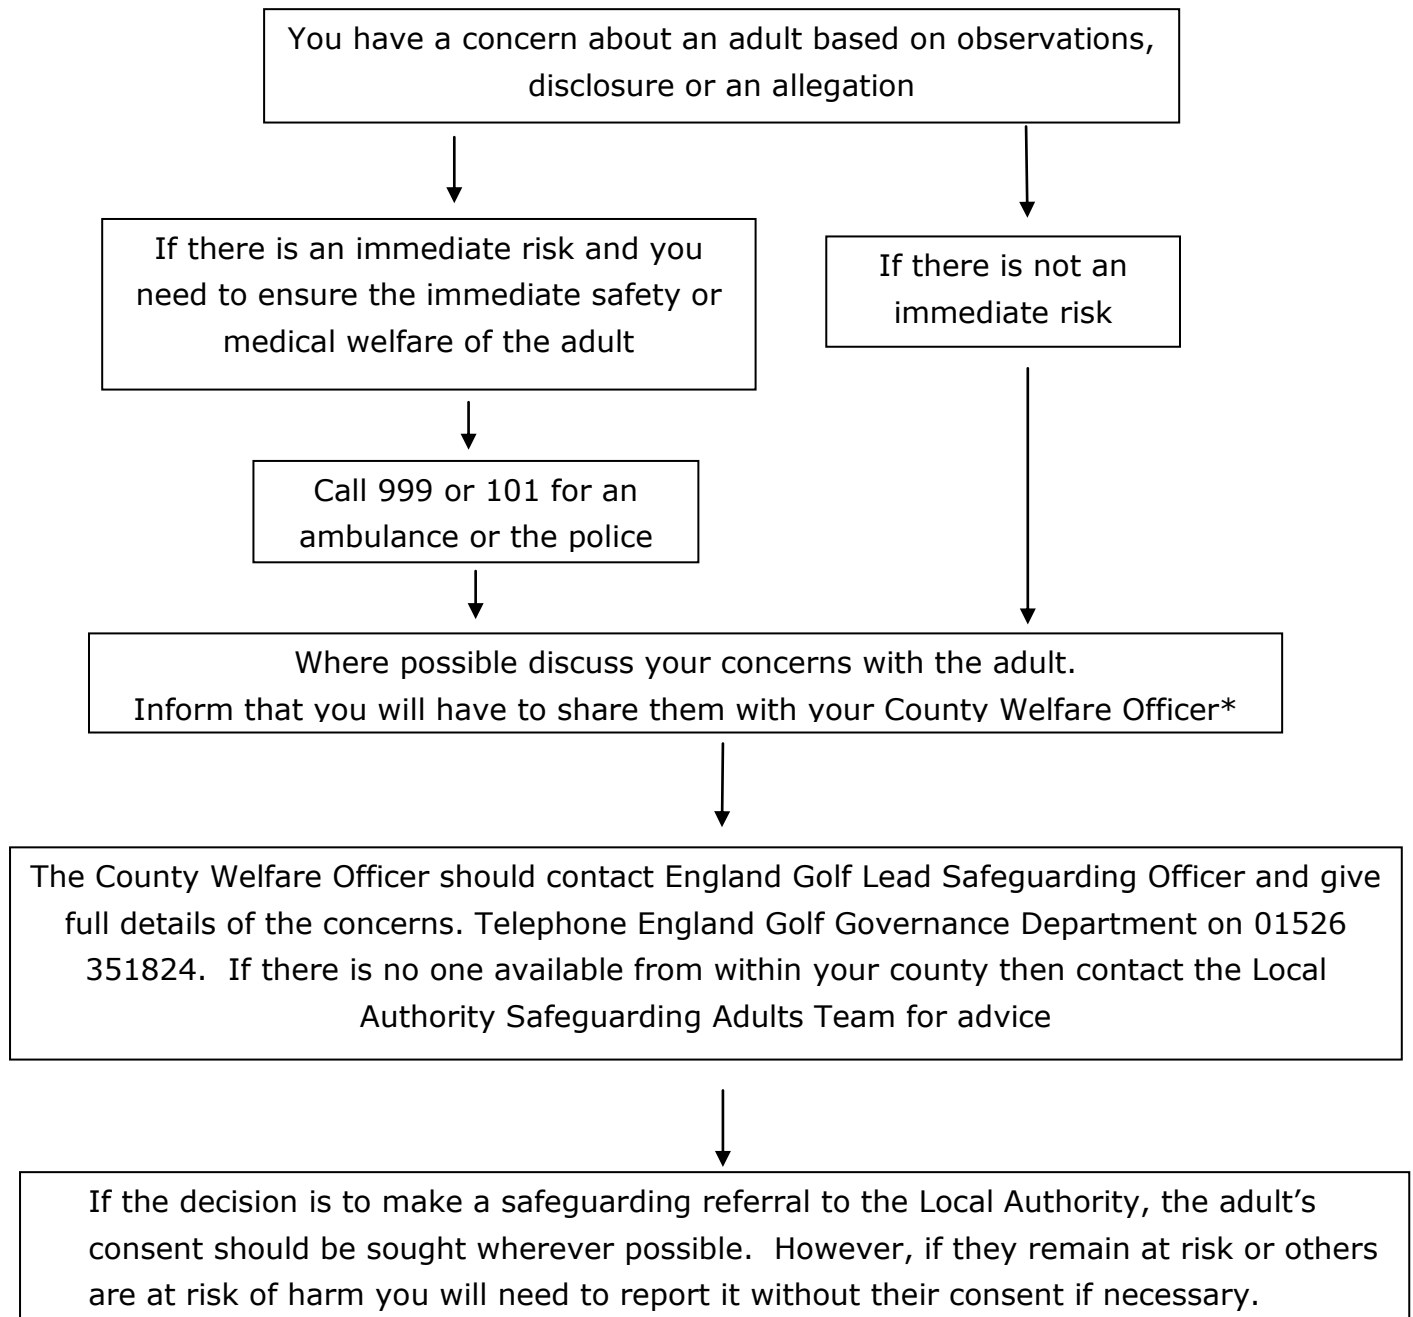 You have a concern about an adult based on observations,
disclosure or an allegation
If there is an immediate risk and you
need to ensure the immediate safety or
medical welfare of the adult
If there is not an
immediate risk
Call 999 or 101 for an
ambulance or the police
Where possible discuss your concerns with the adult.
Inform that you will have to share them with your County Welfare Officer*
The County Welfare Officer should contact England Golf Lead Safeguarding Officer and give
full details of the concerns. Telephone England Golf Governance Department on 01526
351824.  If there is no one available from within your county then contact the Local
Authority Safeguarding Adults Team for advice
If the decision is to make a safeguarding referral to the Local Authority, the adult’s
consent should be sought wherever possible.  However, if they remain at risk or others
are at risk of harm you will need to report it without their consent if necessary.